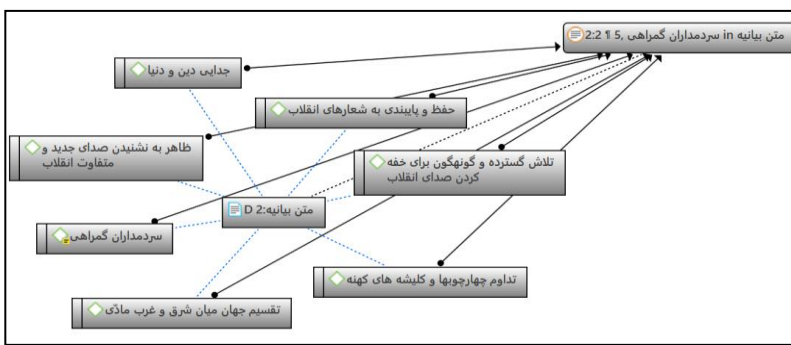 2:2 ¶ 5, سردمداران گمراهی in متن بیانیه
جدایی دین و دنیا
حفظ و پایبندی به شعارهای انقلاب
ظاهر به نشنیدن صدای جدید و
متفاوت انقلاب
تلاش گسترده و گونهگون برای خفه
کردن صدای انقلاب
D 2:متن بیانیه
سردمداران گمراهی
تداوم چهارچوبها و کلیشه های کهنه
تقسیم جهان میان شرق و غرب مادّی